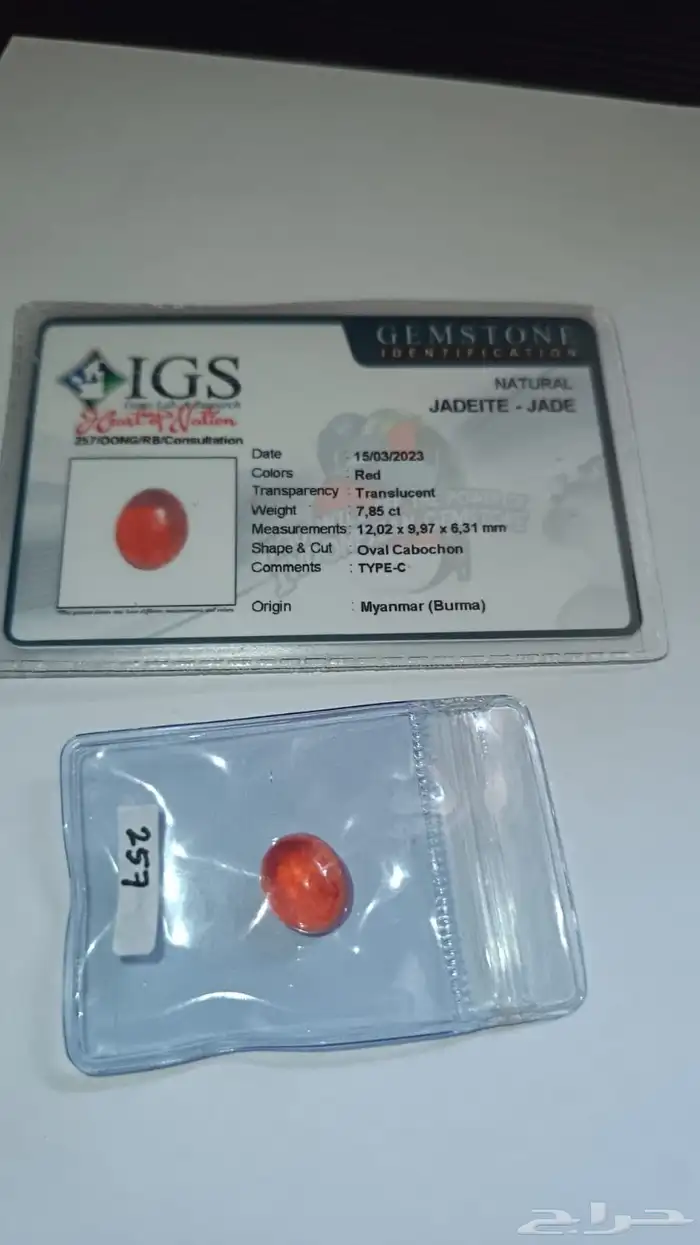 GEMSTONE
IDENTIFICATION
IGS
NATURAL
JADEITE - JADE
257/OONG/RB/Consultation
Date : 15/03/2023
Colors : Red
Transparency : Translucent
Weight : 7,85 ct
Measurements : 12,02 x 9,97 x 6,31 mm
Shape & Cut : Oval Cabochon
Comments : TYPE-C
Origin : Myanmar (Burma)
257
حراج